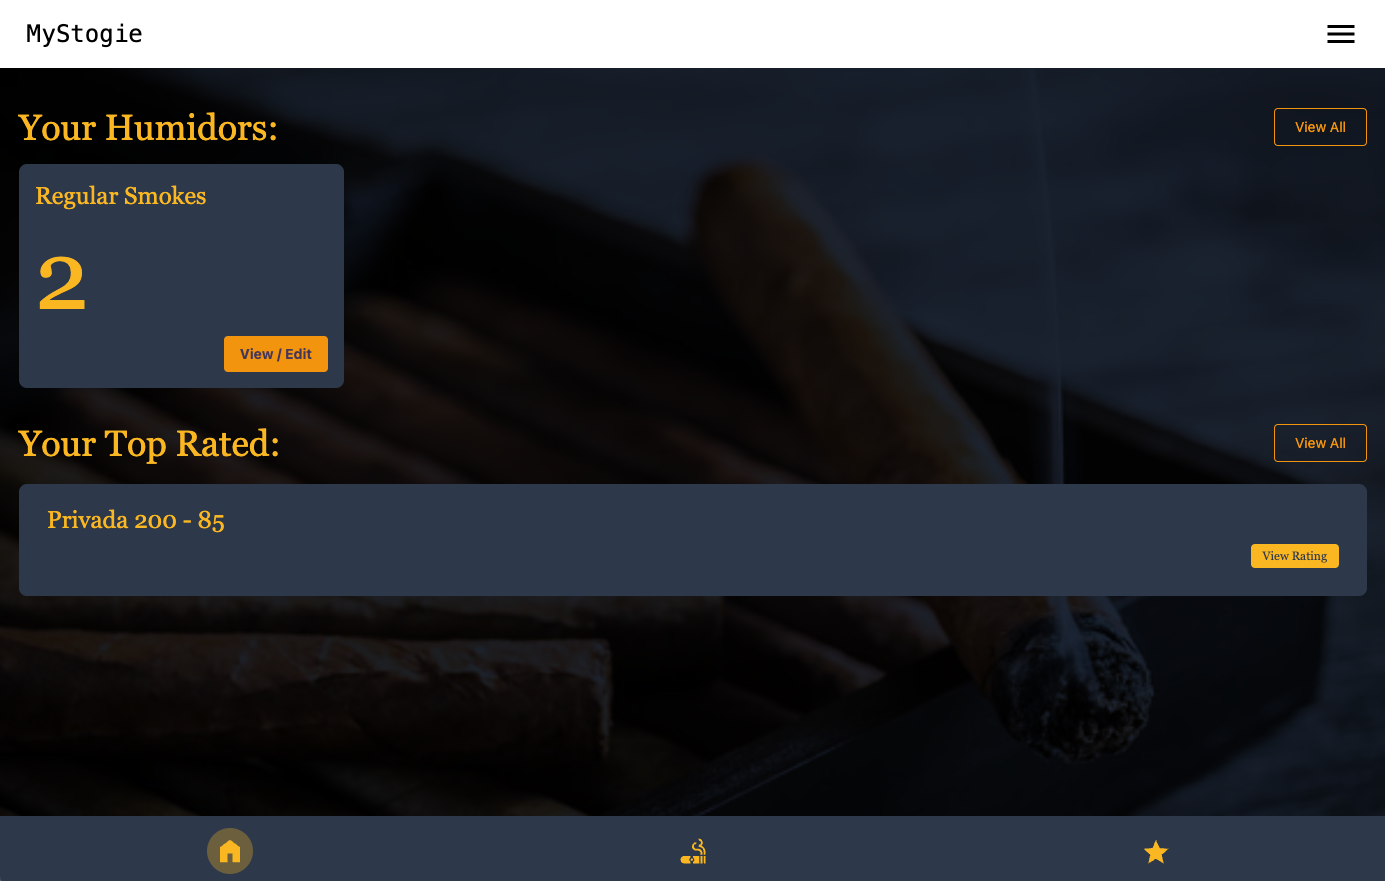 MyStogie
Your Humidors:
View All
Regular Smokes
2
View / Edit
Your Top Rated:
View All
Privada 200 - 85
View Rating